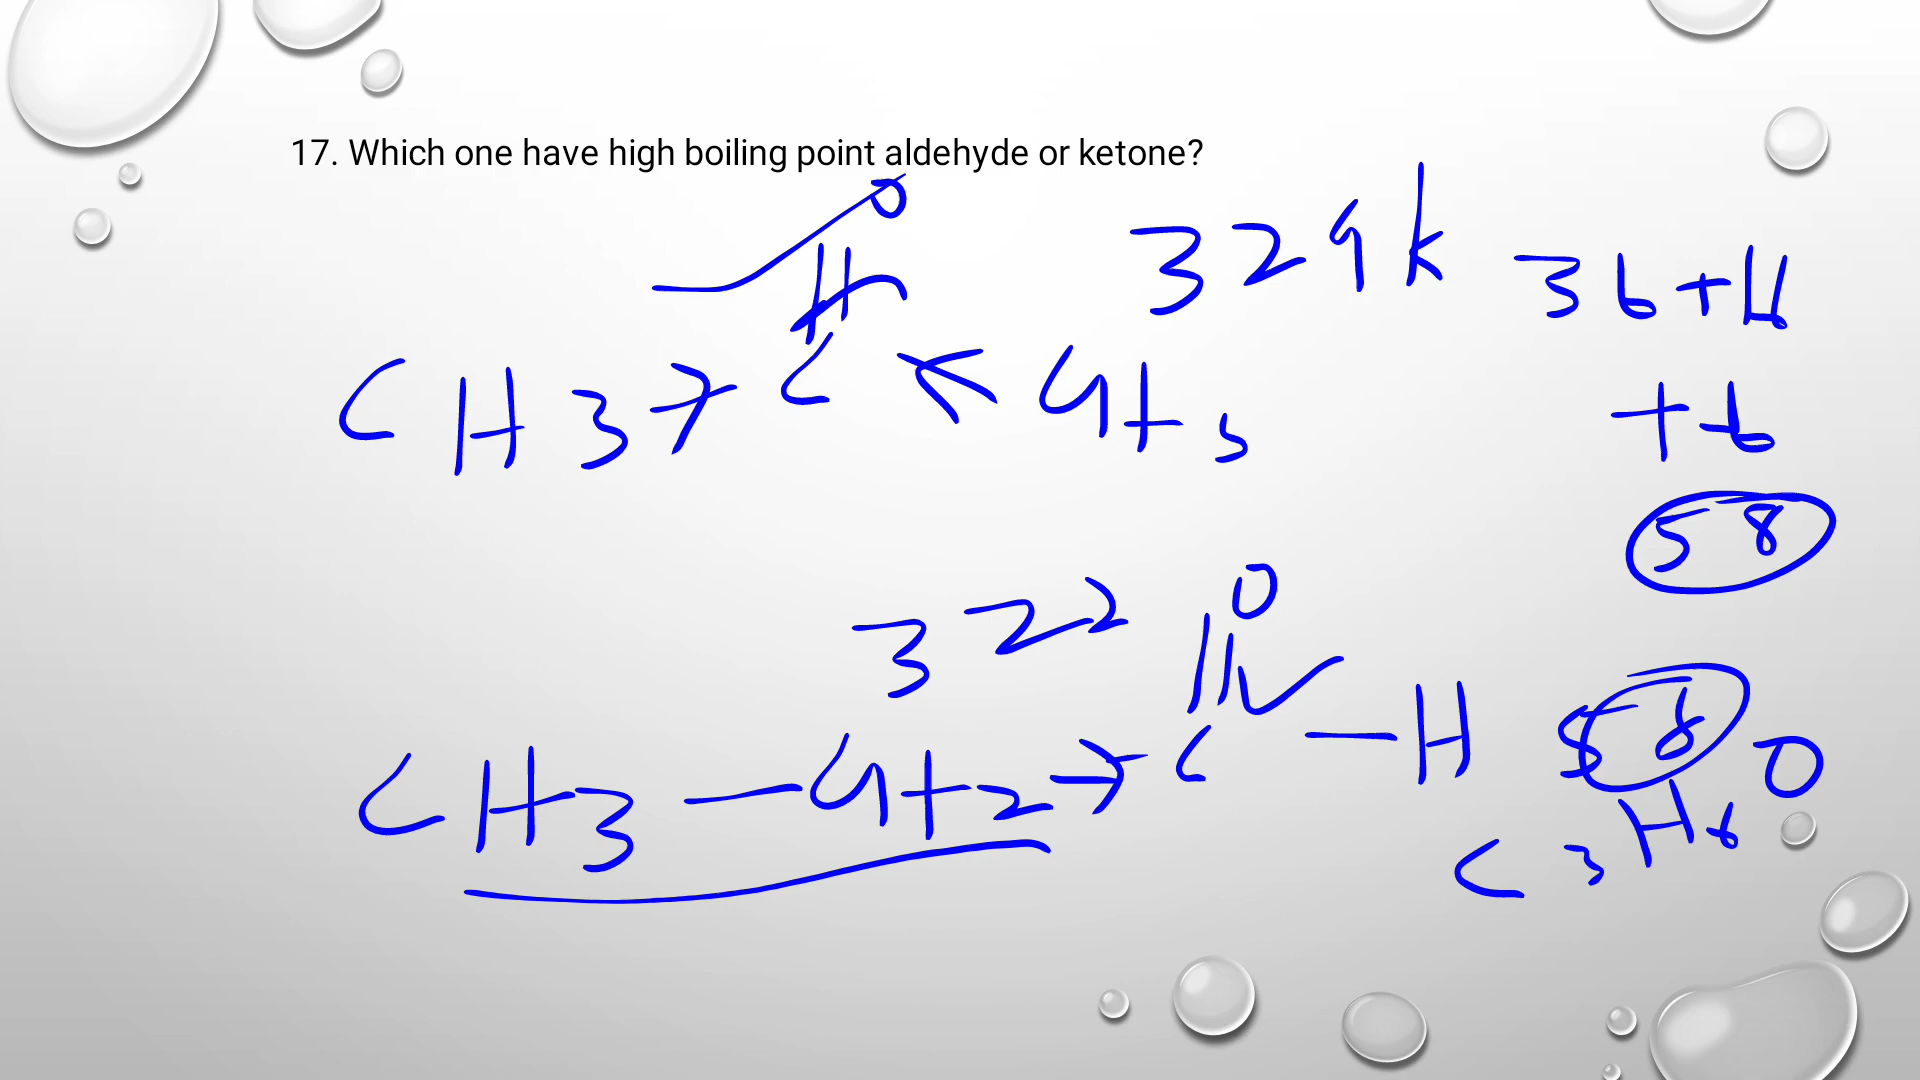 17. Which one have high boiling point aldehyde or ketone?
O
329k
36+16
CH3 C CH3
+6
58
322
O
CH3-CH2 C-H
58
C3H6O